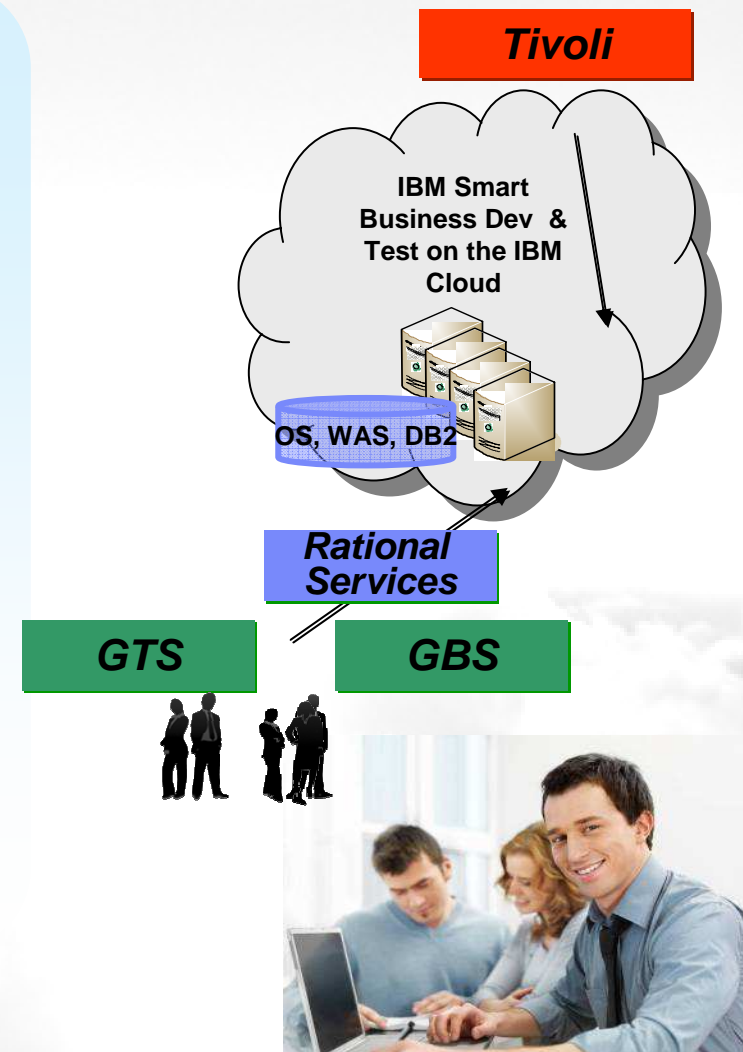 Tivoli
IBM Smart
Business Dev & 
Test on the IBM
Cloud
OS, WAS, DB2
Rational
Services
GTS
GBS